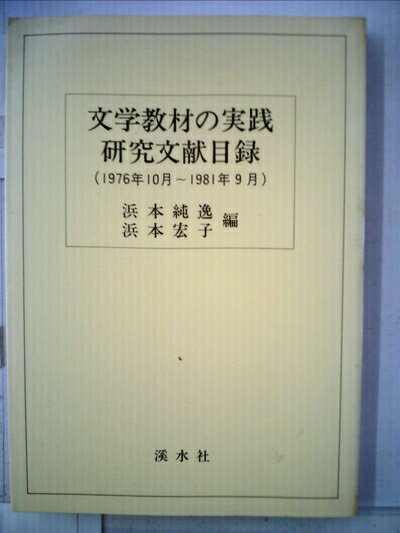 文学教材の実践
研究文献目録
(1976年10月～1981年9月)
浜本純逸
浜本宏子
編
溪水社